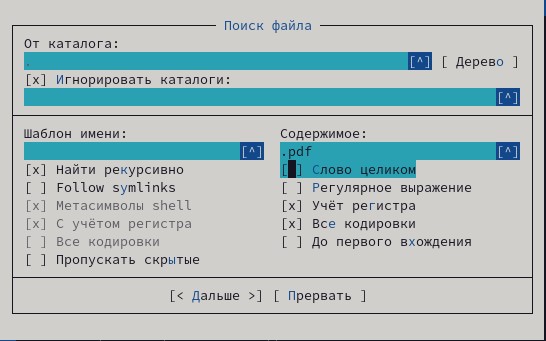 Поиск файла
От каталога:
. [^] [ Дерево ]
[x] Игнорировать каталоги:
[^]
Шаблон имени: Содержимое:
[^] .pdf [^]
[x] Найти рекурсивно [ ] Слово целиком
[ ] Follow symlinks [ ] Регулярное выражение
[x] Метасимволы shell [x] Учёт регистра
[x] С учётом регистра [x] Все кодировки
[ ] Все кодировки [ ] До первого вхождения
[ ] Пропускать скрытые
[< Дальше >] [ Прервать ]